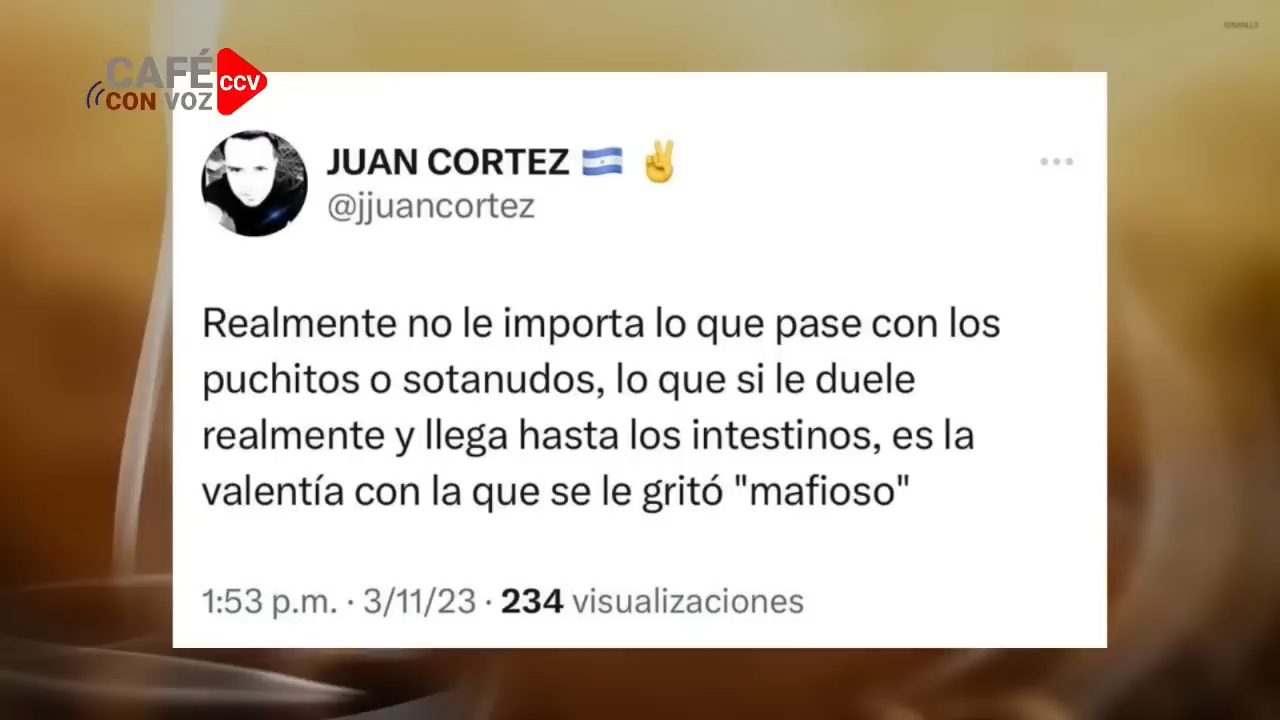 CAFÉ
CON VOZ
CCV
JUAN CORTEZ 🇳🇮 ✌️
@jjuancortez
Realmente no le importa lo que pase con los
puchitos o sotanudos, lo que si le duele
realmente y llega hasta los intestinos, es la
valentía con la que se le gritó "mafioso"
1:53 p.m. · 3/11/23 · 234 visualizaciones